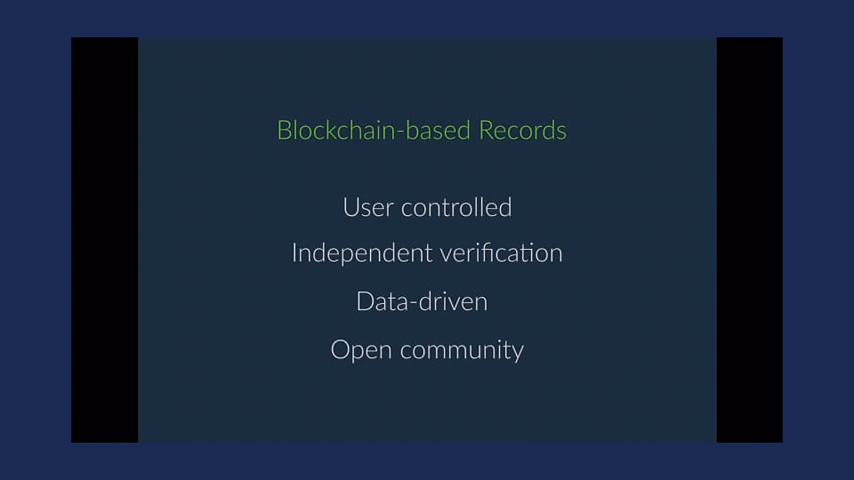 Blockchain-based Records
User controlled
Independent verification
Data-driven
Open community